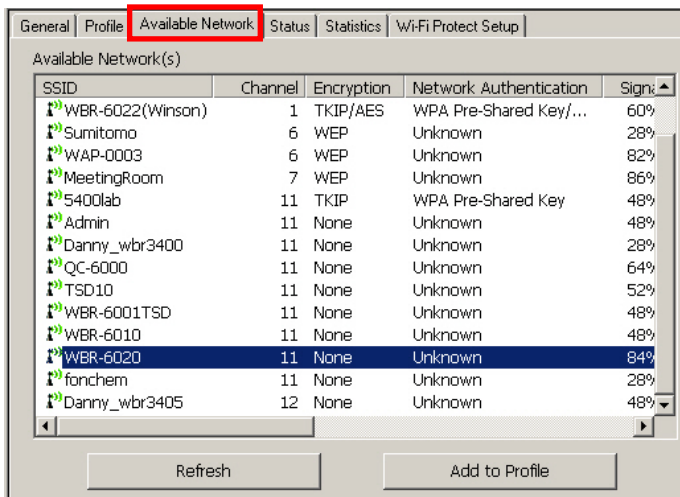 General Profile Available Network Status Statistics Wi-Fi Protect Setup
Available Network(s)
SSID Channel Encryption Network Authentication Signa
WBR-6022(Winson) 1 TKIP/AES WPA Pre-Shared Key/... 60%
Sumitomo 6 WEP Unknown 28%
WAP-0003 6 WEP Unknown 82%
MeetingRoom 7 WEP Unknown 86%
5400lab 11 TKIP WPA Pre-Shared Key 48%
Admin 11 None Unknown 48%
Danny_wbr3400 11 None Unknown 28%
QC-6000 11 None Unknown 64%
TSD10 11 None Unknown 52%
WBR-6001TSD 11 None Unknown 48%
WBR-6010 11 None Unknown 48%
WBR-6020 11 None Unknown 84%
fonchem 11 None Unknown 28%
Danny_wbr3405 12 None Unknown 48%
Refresh Add to Profile